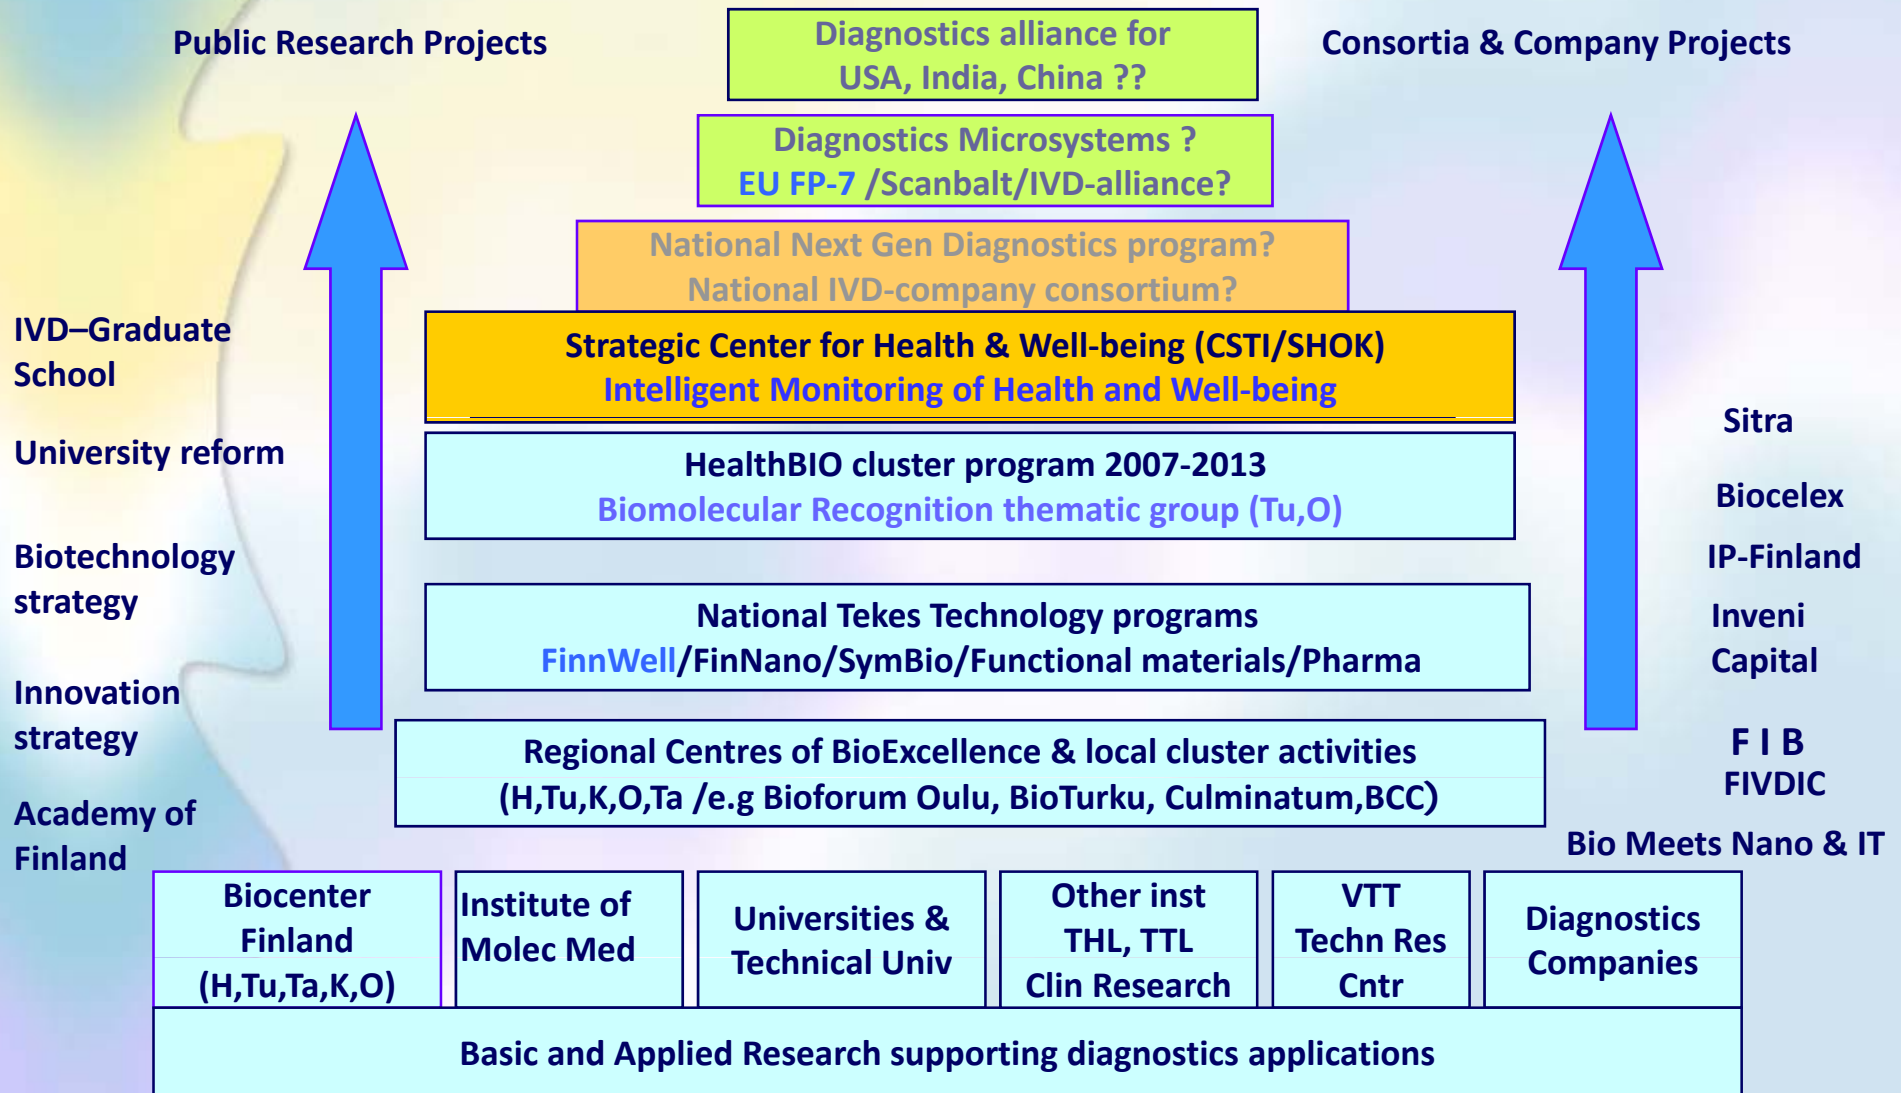 Public Research Projects
Diagnostics alliance for
USA, India, China ??
Consortia & Company Projects
Diagnostics Microsystems ?
EU FP-7 /Scanbalt/IVD-alliance?
National Next Gen Diagnostics program?
National IVD-company consortium?
IVD–Graduate
School
University reform
Biotechnology
strategy
Innovation
strategy
Academy of
Finland
Strategic Center for Health & Well-being (CSTI/SHOK)
Intelligent Monitoring of Health and Well-being
HealthBIO cluster program 2007-2013
Biomolecular Recognition thematic group (Tu,O)
National Tekes Technology programs
FinnWell/FinNano/SymBio/Functional materials/Pharma
Regional Centres of BioExcellence & local cluster activities
(H,Tu,K,O,Ta /e.g Bioforum Oulu, BioTurku, Culminatum,BCC)
Sitra
Biocelex
IP-Finland
Inveni
Capital
F I B
FIVDIC
Bio Meets Nano & IT
Biocenter
Finland
(H,Tu,Ta,K,O)
Institute of
Molec Med
Universities &
Technical Univ
Other inst
THL, TTL
Clin Research
VTT
Techn Res
Cntr
Diagnostics
Companies
Basic and Applied Research supporting diagnostics applications